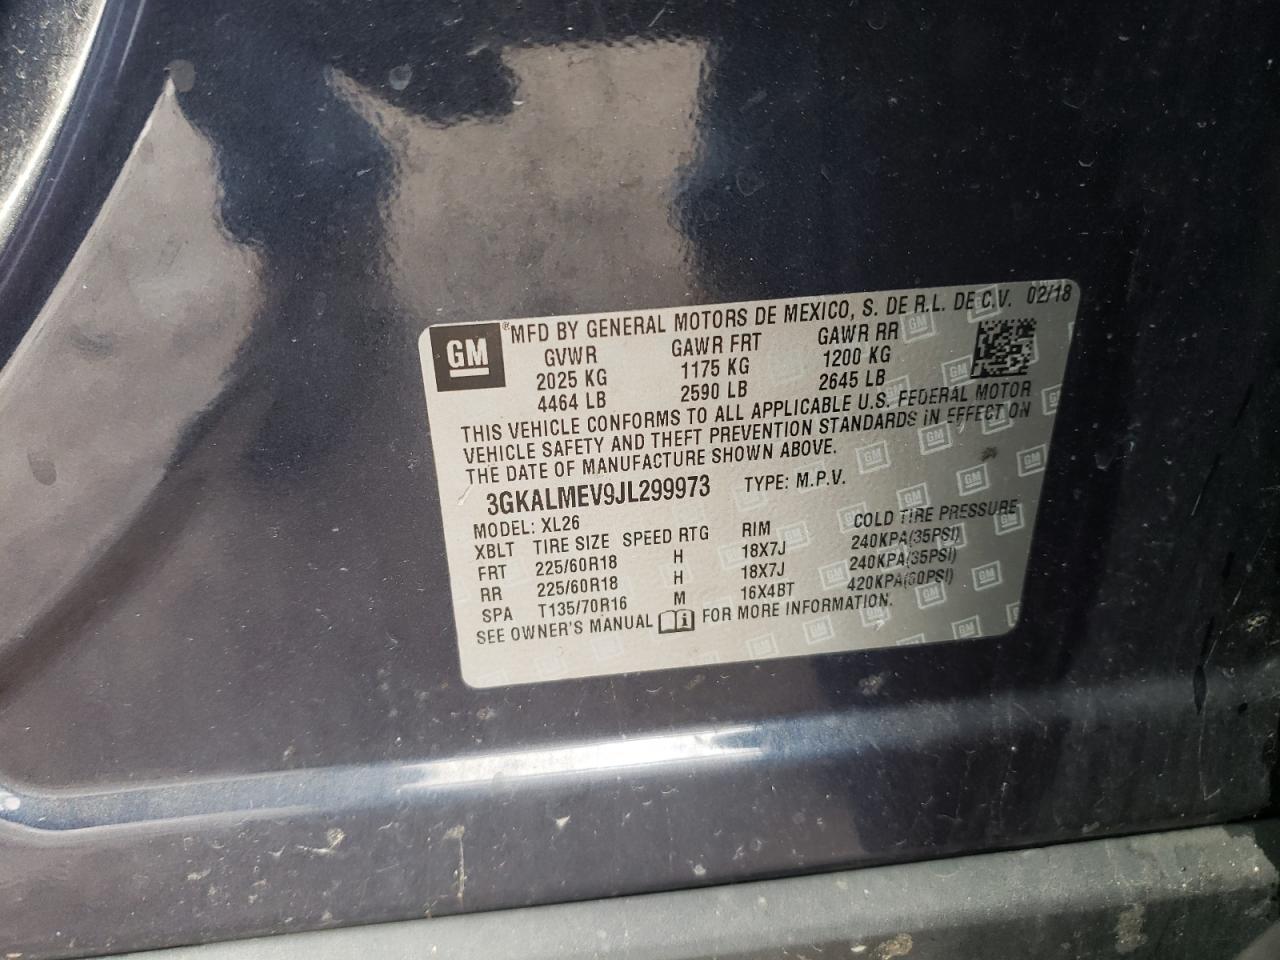 GM ® MFD BY GENERAL MOTORS DE MEXICO, S. DE R.L. DE C.V. 02/18
GVWR GAWR FRT GAWR RR
2025 KG 1175 KG 1200 KG
4464 LB 2590 LB 2645 LB
THIS VEHICLE CONFORMS TO ALL APPLICABLE U.S. FEDERAL MOTOR
VEHICLE SAFETY AND THEFT PREVENTION STANDARDS IN EFFECT ON
THE DATE OF MANUFACTURE SHOWN ABOVE.
3GKALMEV9JL299973 TYPE: M.P.V.
MODEL: XL26
XBLT TIRE SIZE SPEED RTG RIM COLD TIRE PRESSURE
FRT 225/60R18 H 18X7J 240KPA(35PSI)
RR 225/60R18 H 18X7J 240KPA(35PSI)
SPA T135/70R16 M 16X4BT 420KPA(60PSI)
SEE OWNER'S MANUAL FOR MORE INFORMATION.